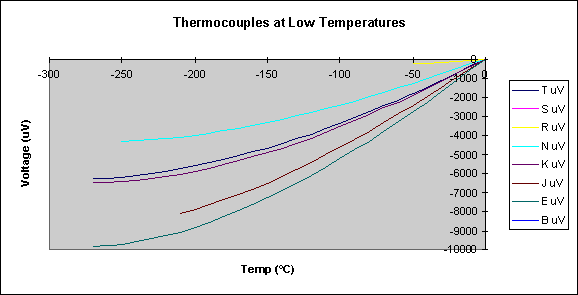 Thermocouples at Low Temperatures
-300 -250 -200 -150 -100 -50 0
0
-1000
-2000
-3000
-4000
-5000
-6000
-7000
-8000
-9000
-10000
Voltage (uV)
Temp (°C)
T uV
S uV
R uV
N uV
K uV
J uV
E uV
B uV